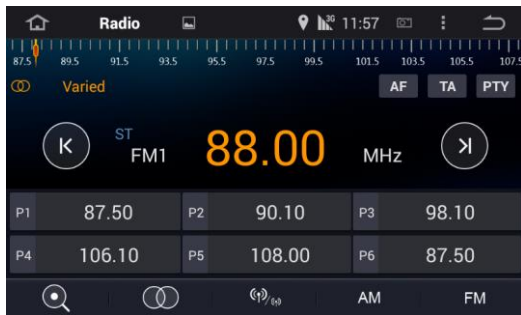 Radio 3G 11:57
87.5 89.5 91.5 93.5 95.5 97.5 99.5 101.5 103.5 105.5 107.5
Varied AF TA PTY
ST
FM1 88.00 MHz
P1 87.50 P2 90.10 P3 98.10
P4 106.10 P5 108.00 P6 87.50
AM FM